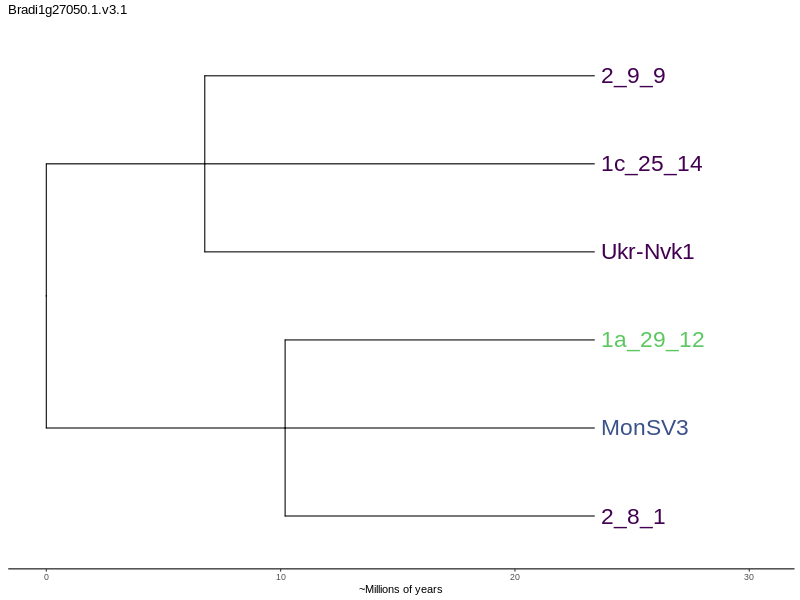 Bradi1g27050.1.v3.1
2_9_9
1c_25_14
Ukr-Nvk1
1a_29_12
MonSV3
2_8_1
0 10 20 30
~Millions of years